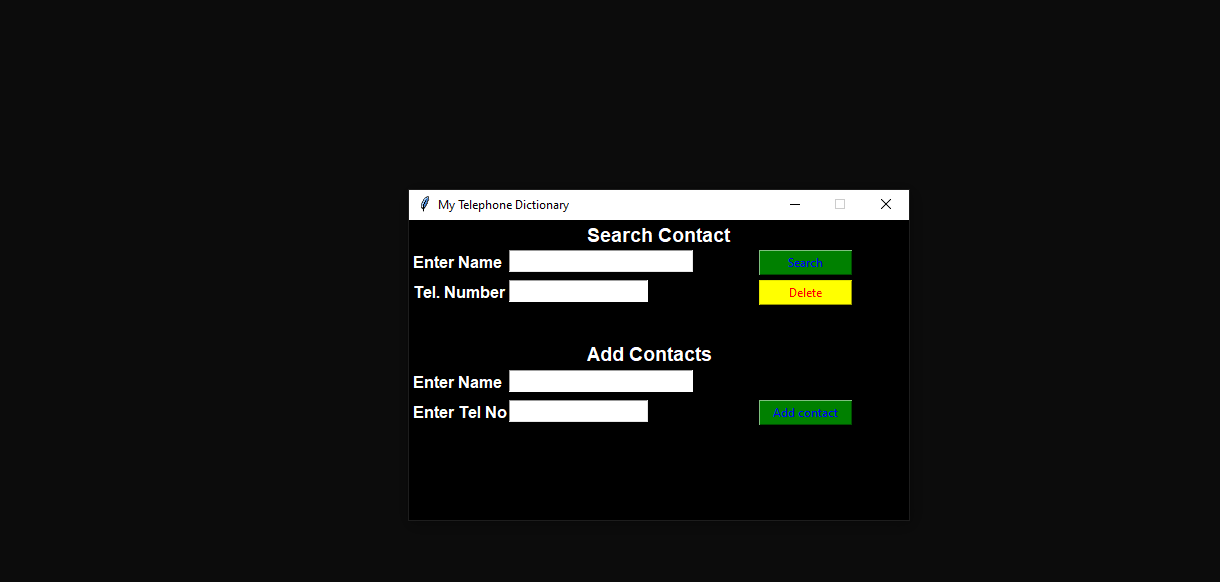 My Telephone Dictionary
Search Contact
Enter Name Search
Tel. Number Delete
Add Contacts
Enter Name
Enter Tel No Add contact